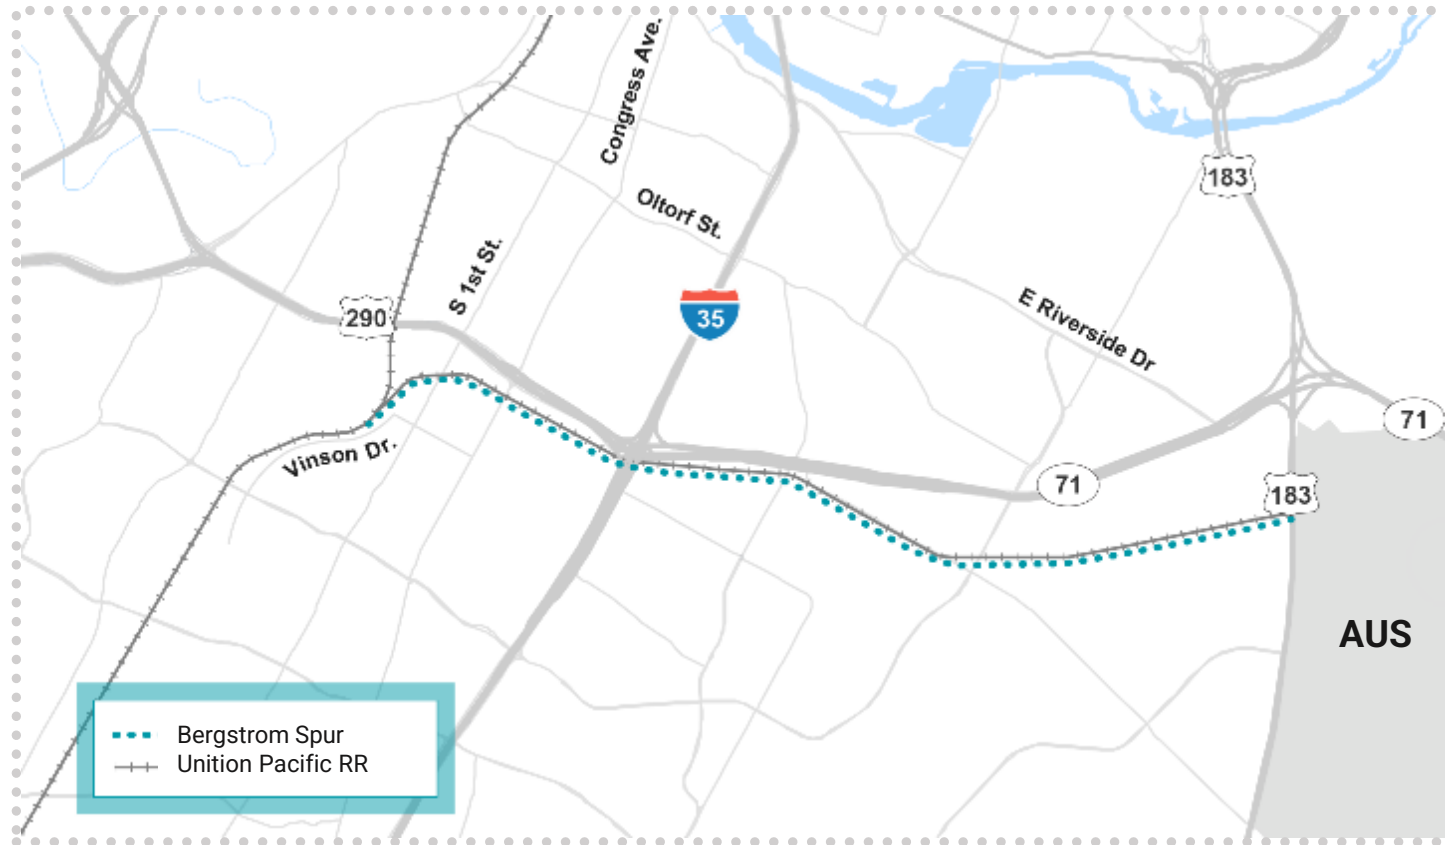 Congress Ave.
183
Oltorf St.
S 1st St.
290
35
E Riverside Dr
71
Vinson Dr.
71
183
AUS
Bergstrom Spur
Unition Pacific RR